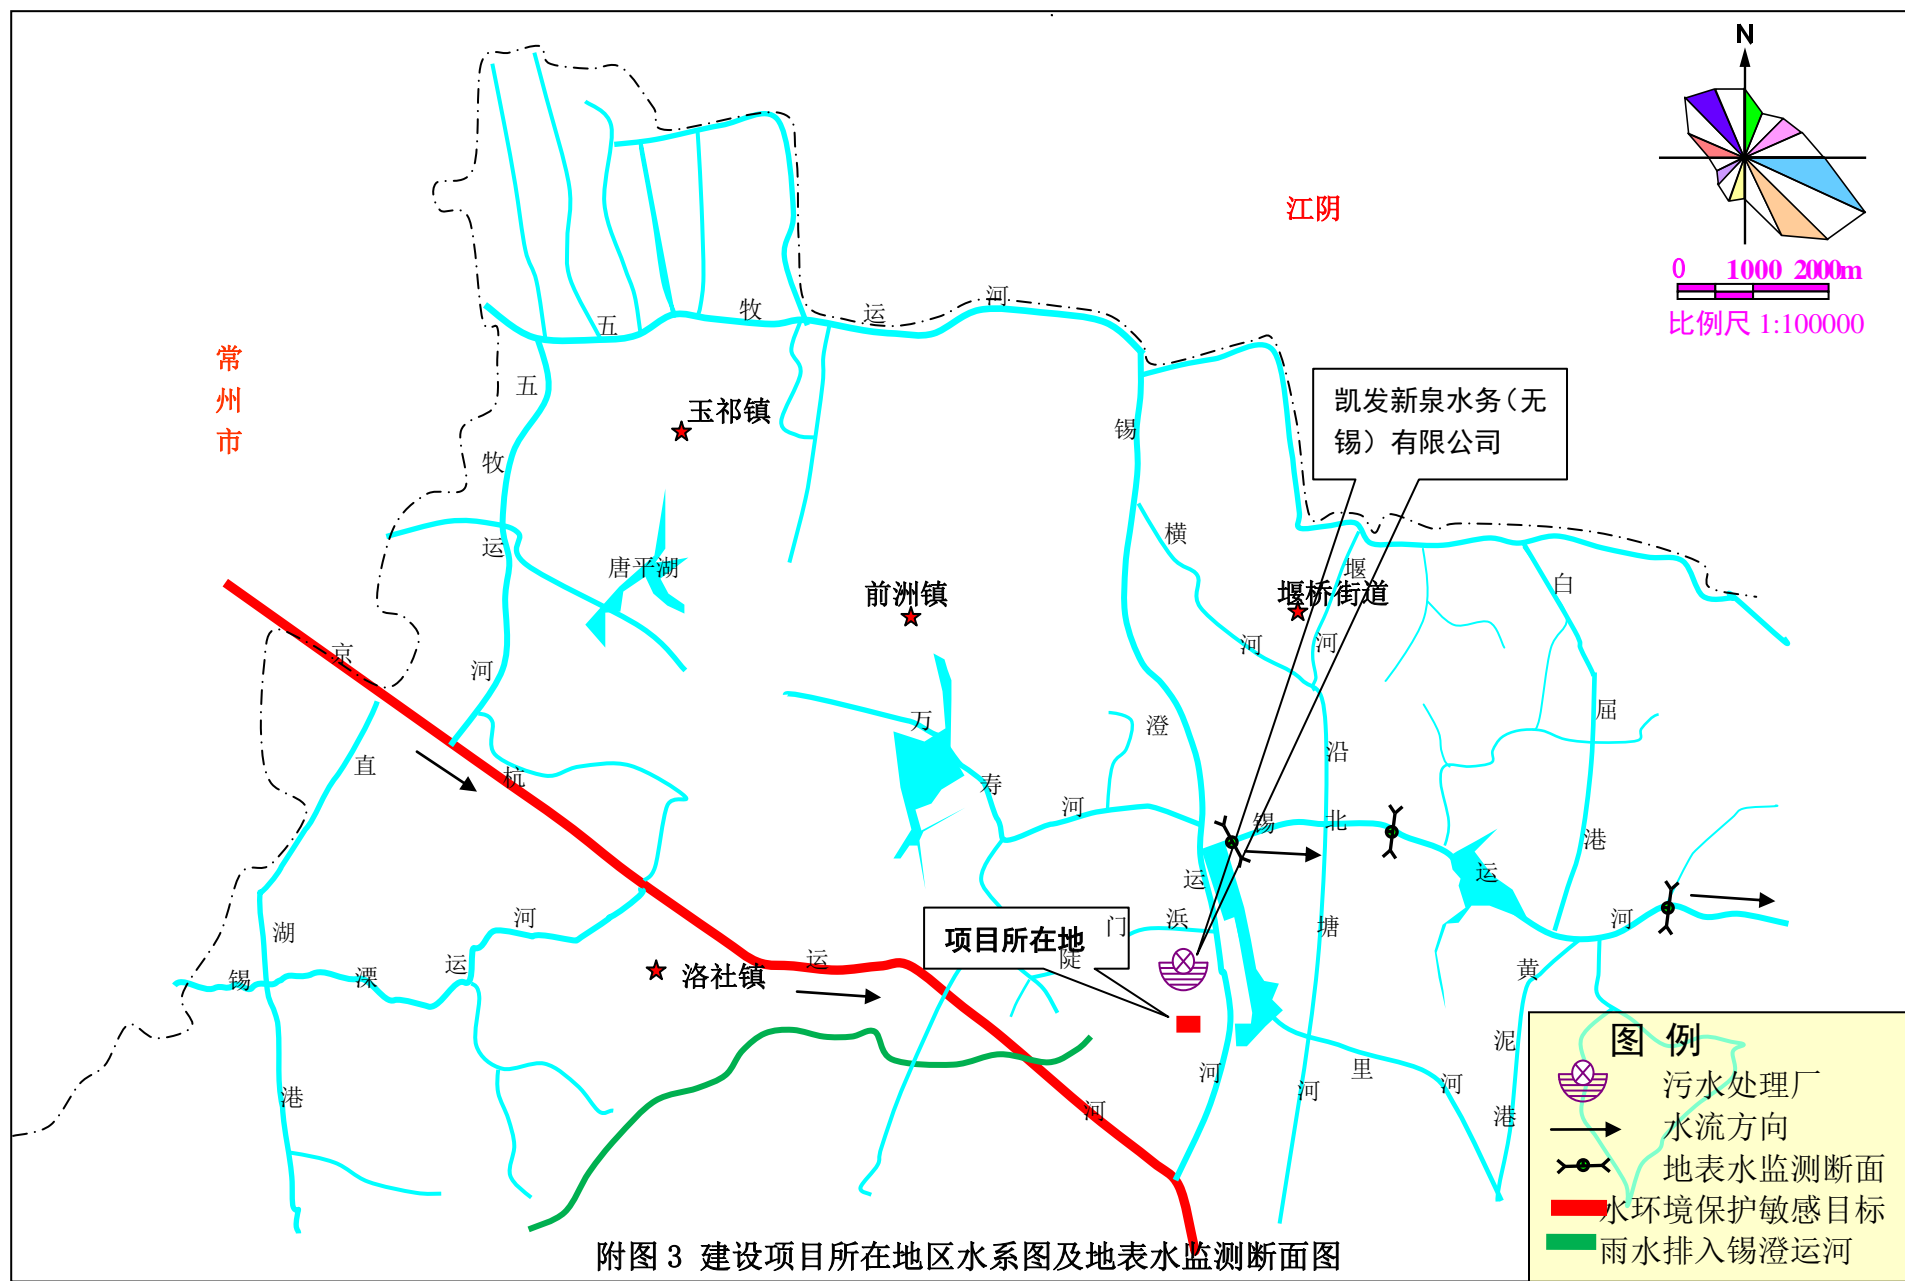 N
江阴
0 1000 2000m
比例尺 1:100000
常州市
五牧运河
五牧运河
玉祁镇
凯发新泉水务（无
锡）有限公司
唐平湖
前洲镇
堰桥街道
锡澄运河
横河
堰河
白屈港
京杭运河
直湖港
万寿河
沿塘河
锡北运河
锡溧运河
洛社镇
项目所在地
陡门浜
黄泥港
里河
图 例
污水处理厂
水流方向
地表水监测断面
水环境保护敏感目标
雨水排入锡澄运河
附图 3 建设项目所在地区水系图及地表水监测断面图